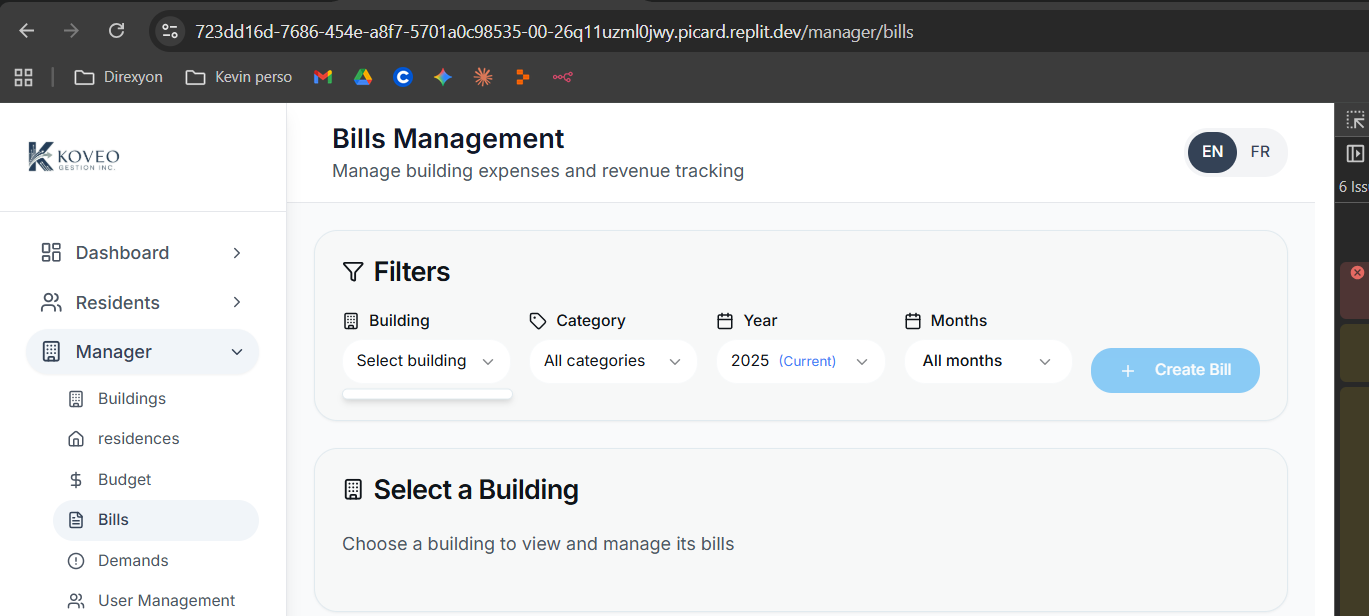 723dd16d-7686-454e-a8f7-5701a0c98535-00-26q11uzml0jwy.picard.replit.dev/manager/bills
Direxyon
Kevin perso
KOVEO
GESTION INC.
Bills Management
Manage building expenses and revenue tracking
EN FR
Dashboard
Residents
Manager
Buildings
residences
Budget
Bills
Demands
User Management
Filters
Building Category Year Months
Select building All categories 2025 (Current) All months + Create Bill
Select a Building
Choose a building to view and manage its bills
6 Iss